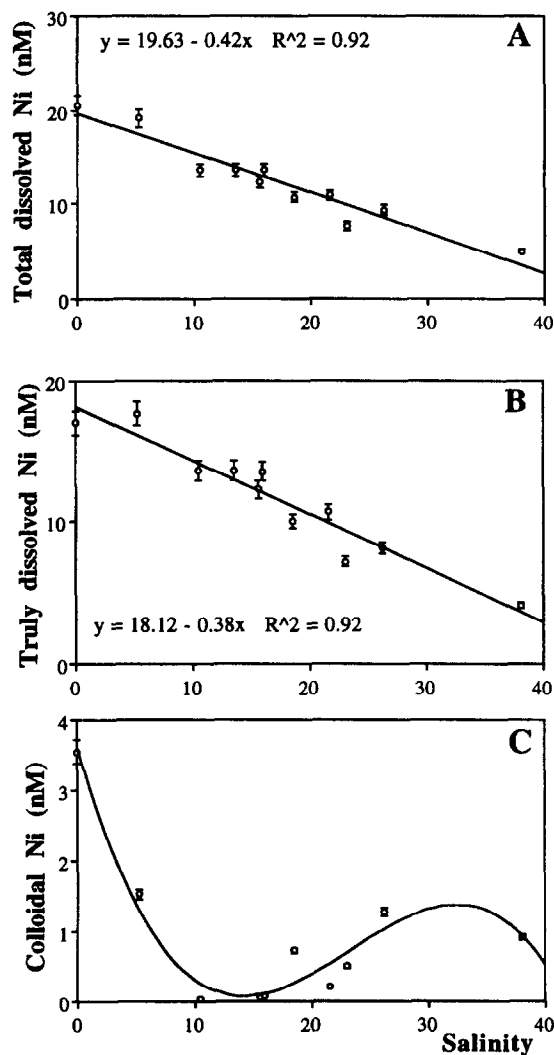 30
y = 19.63 - 0.42x R^2 = 0.92
A
20
10
0
0 10 20 30 40
Total dissolved Ni (nM)
20
B
10
y = 18.12 - 0.38x R^2 = 0.92
0
0 10 20 30 40
Truly dissolved Ni (nM)
4
C
3
2
1
0
0 10 20 30 40
Colloidal Ni (nM)
Salinity